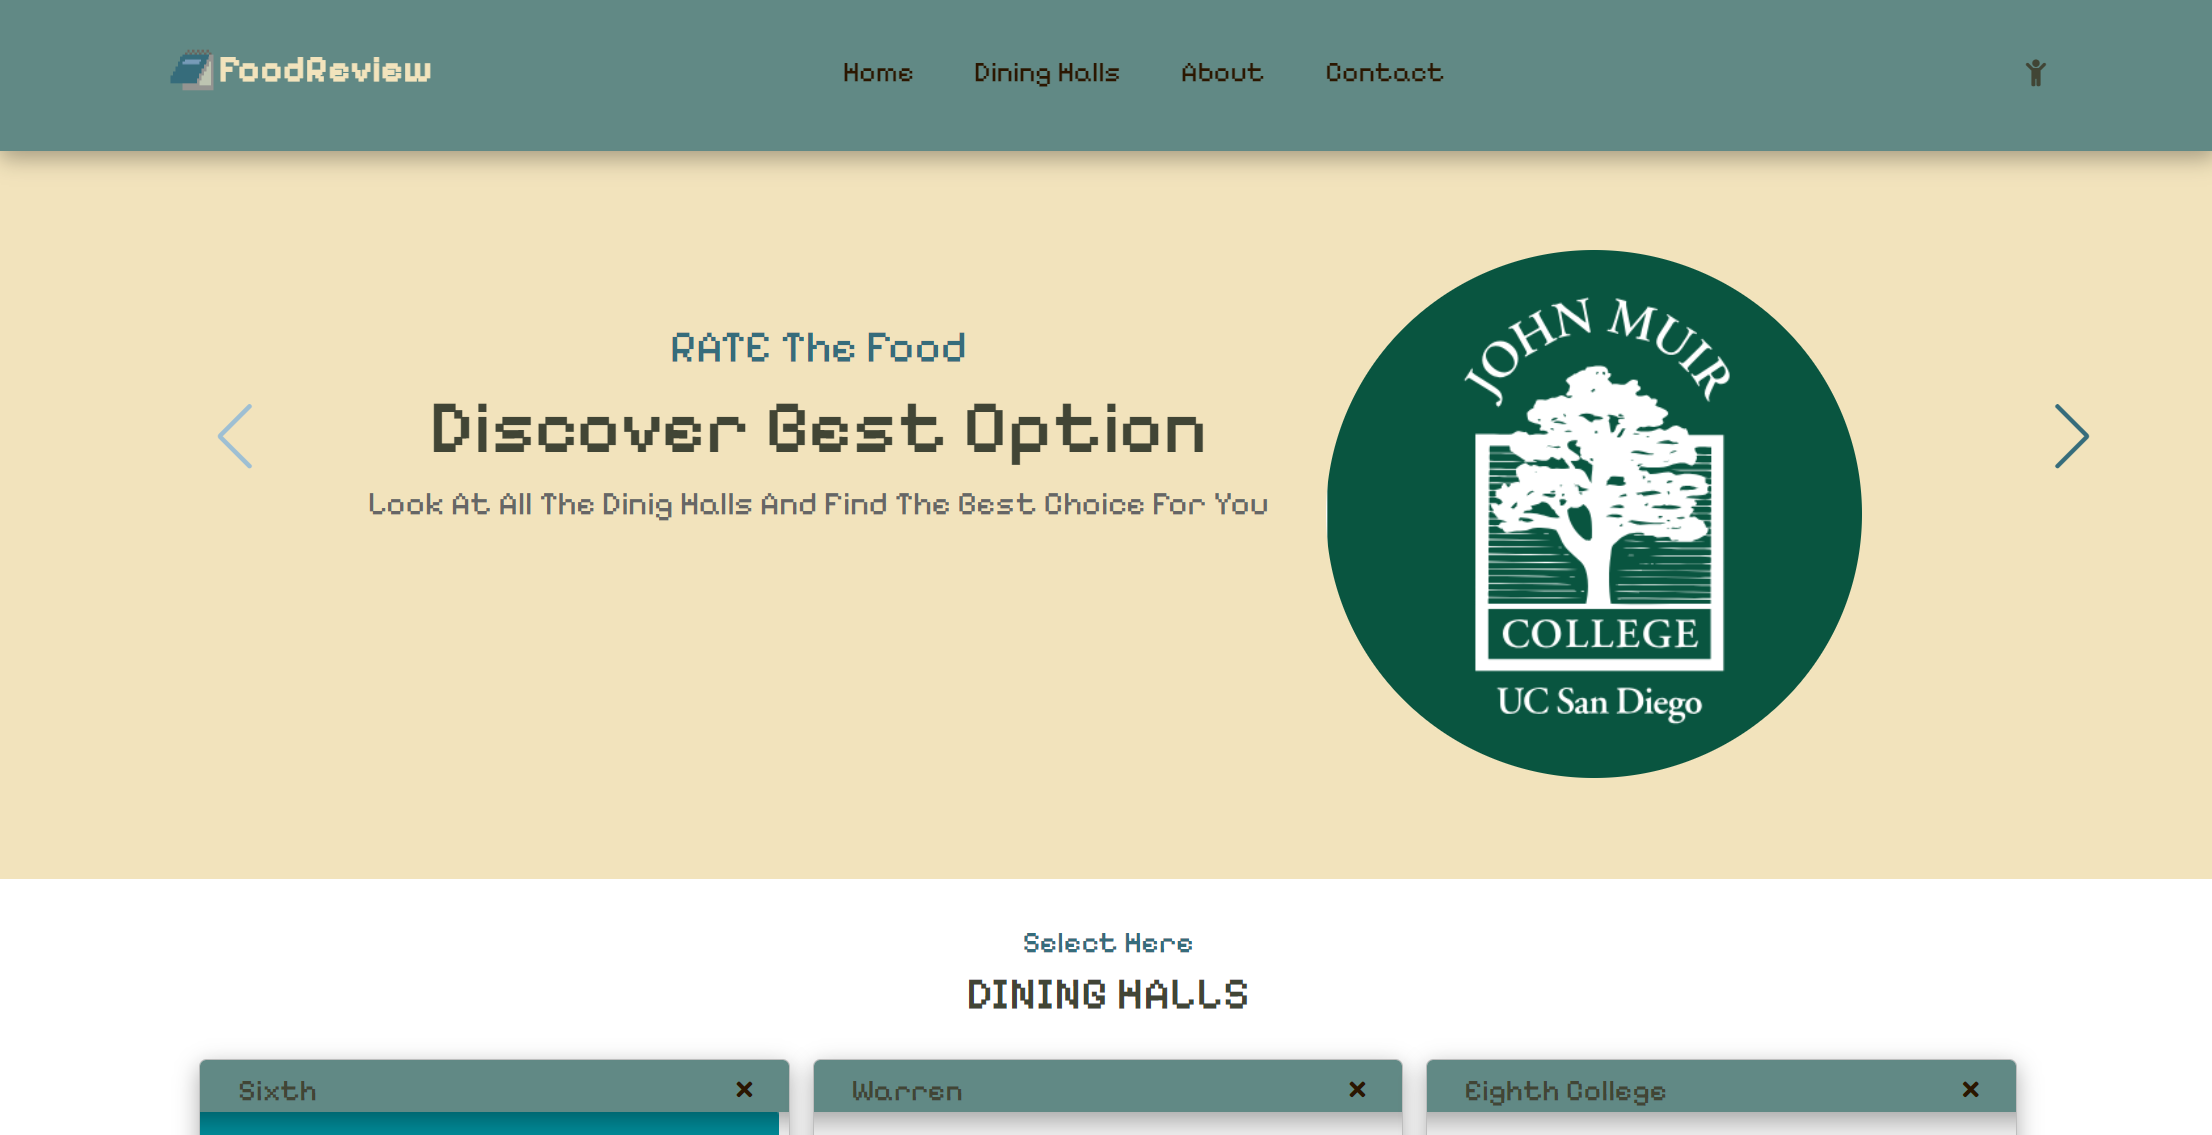 FoodReview
Home Dining Halls About Contact
RATE The Food
Discover Best Option
Look At All The Dinig Halls And Find The Best Choice For You
JOHN MUIR
COLLEGE
UC San Diego
Select Here
DINING HALLS
Sixth
Warren
Eighth College